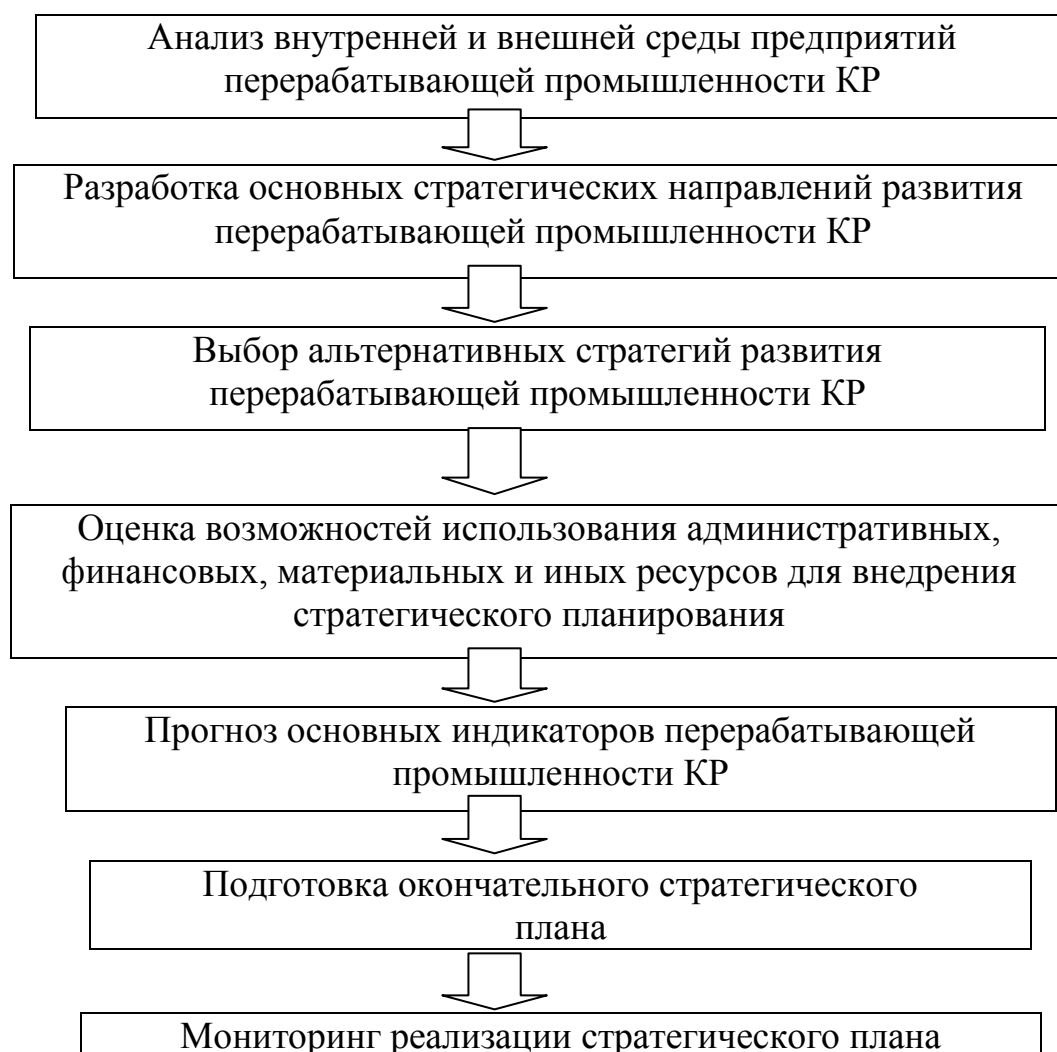 Анализ внутренней и внешней среды предприятий
перерабатывающей промышленности КР
Разработка основных стратегических направлений развития
перерабатывающей промышленности КР
Выбор альтернативных стратегий развития
перерабатывающей промышленности КР
Оценка возможностей использования административных,
финансовых, материальных и иных ресурсов для внедрения
стратегического планирования
Прогноз основных индикаторов перерабатывающей
промышленности КР
Подготовка окончательного стратегического
плана
Мониторинг реализации стратегического плана